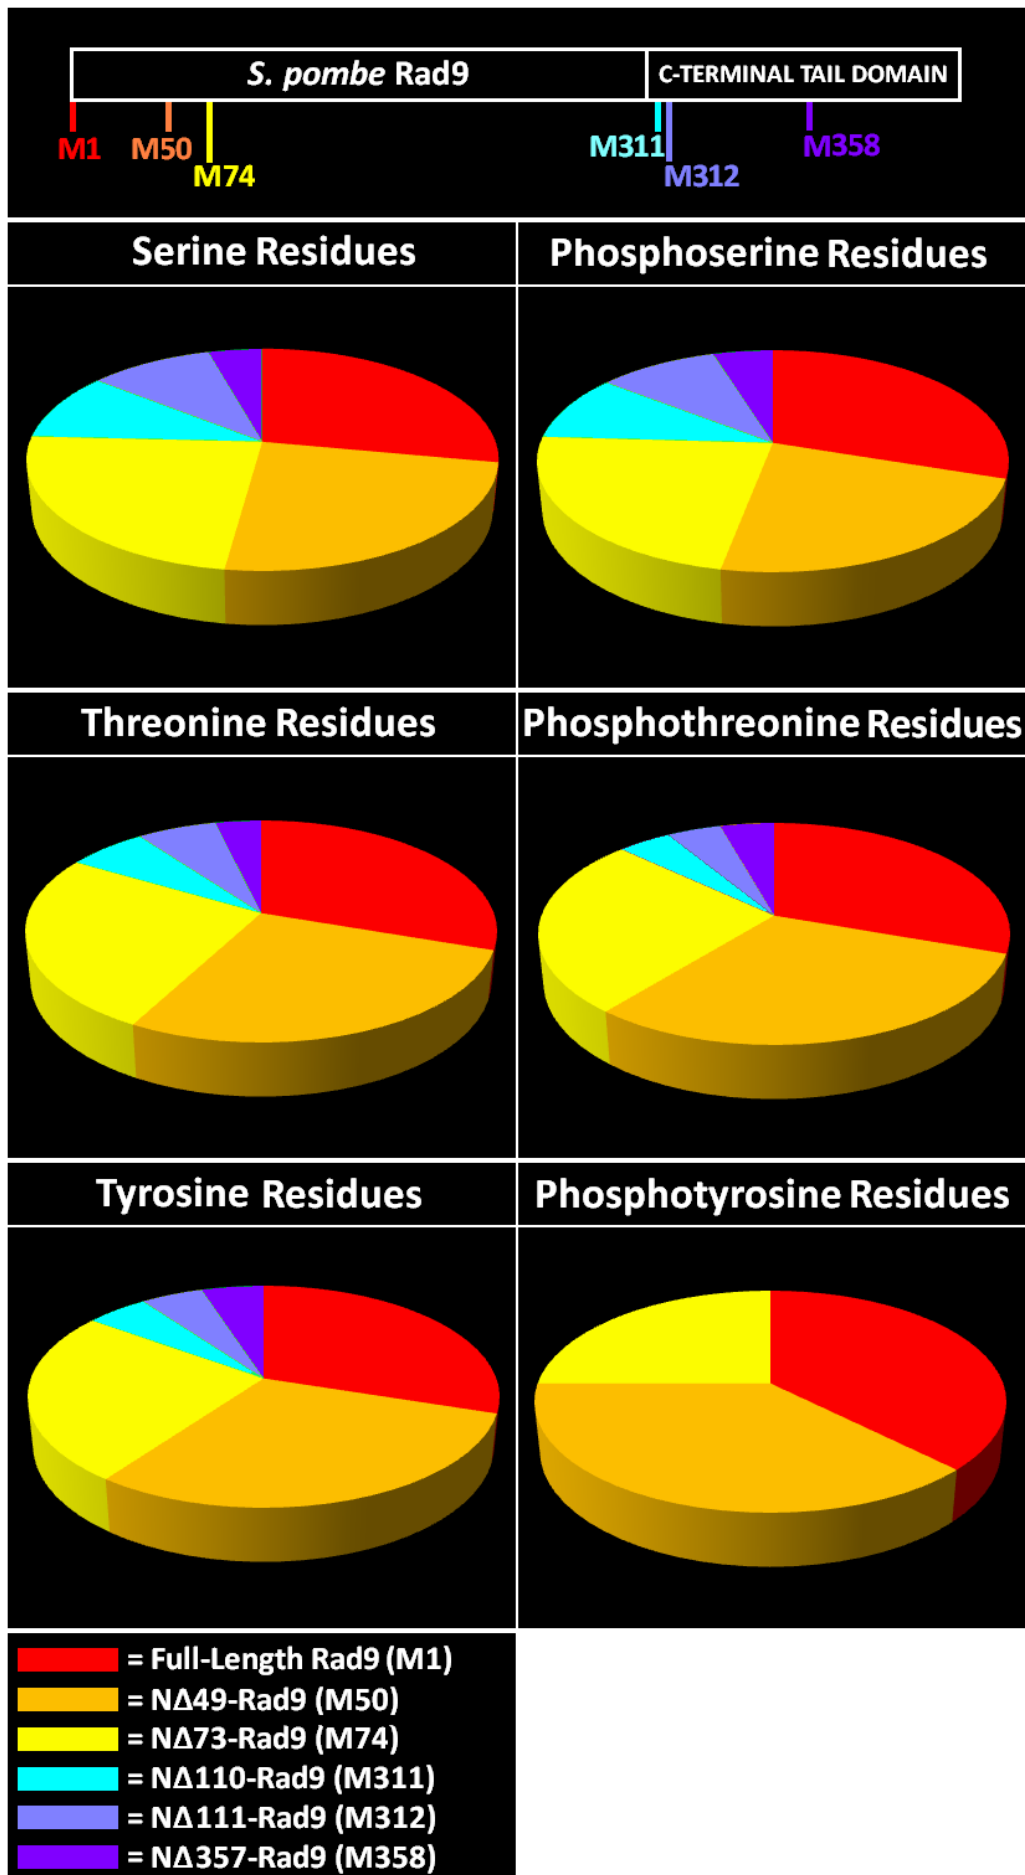 S. pombe Rad9
C-TERMINAL TAIL DOMAIN
M1
M50
M74
M311
M312
M358
Serine Residues
Phosphoserine Residues
Threonine Residues
Phosphothreonine Residues
Tyrosine Residues
Phosphotyrosine Residues
= Full-Length Rad9 (M1)
= NΔ49-Rad9 (M50)
= NΔ73-Rad9 (M74)
= NΔ110-Rad9 (M311)
= NΔ111-Rad9 (M312)
= NΔ357-Rad9 (M358)